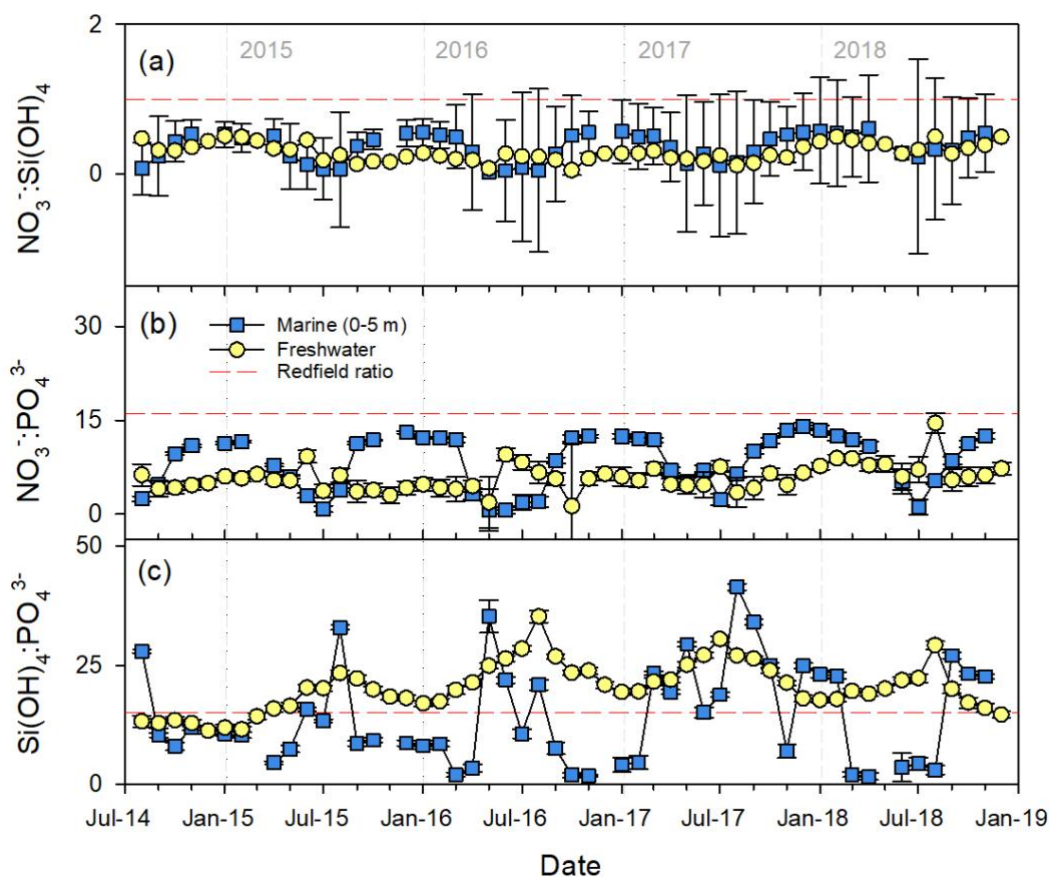 2
(a)
2015
2016
2017
2018
1
0
NO₃⁻:Si(OH)₄
30
(b)
Marine (0-5 m)
Freshwater
Redfield ratio
15
0
NO₃⁻:PO₄³⁻
50
(c)
25
0
Si(OH)₄:PO₄³⁻
Jul-14 Jan-15 Jul-15 Jan-16 Jul-16 Jan-17 Jul-17 Jan-18 Jul-18 Jan-19
Date